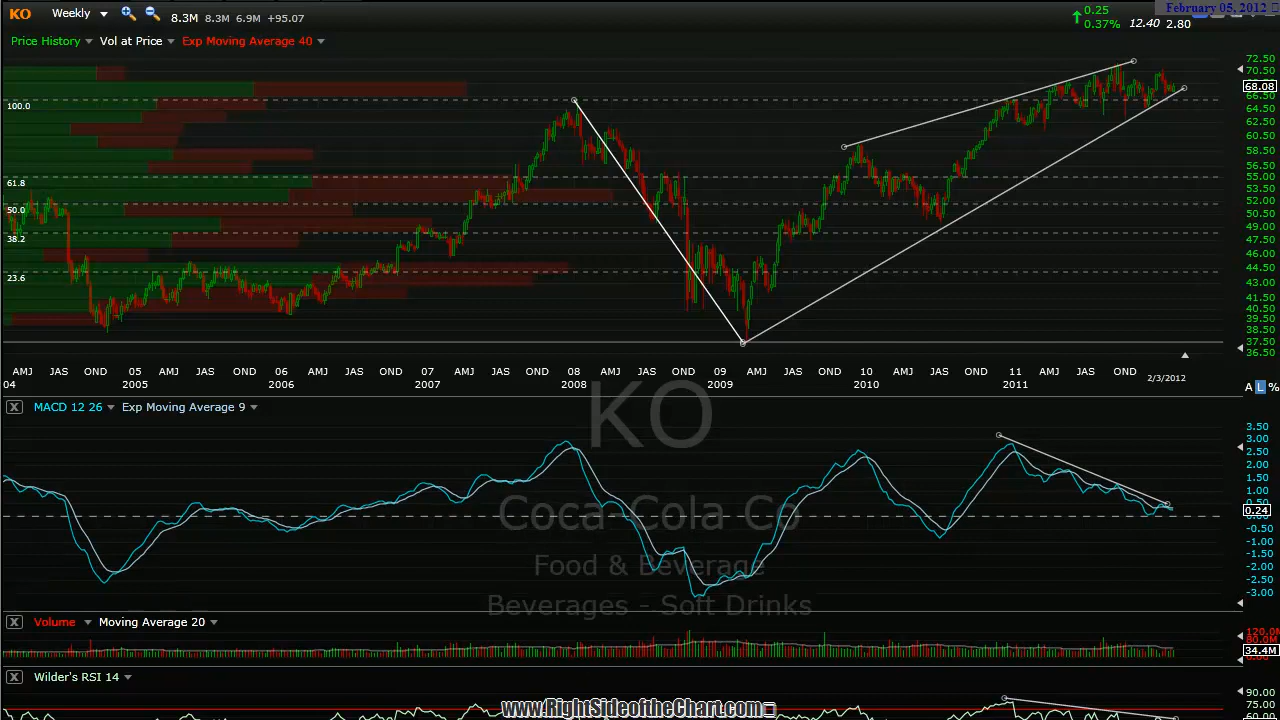 KO Weekly 8.3M 8.3M 6.9M +95.07 0.25 February 05, 2012
0.37% 12.40 2.80
Price History Vol at Price Exp Moving Average 40
72.50
70.50
68.08
66.50
100.0
64.50
62.50
60.50
58.50
56.50
55.00
61.8
53.50
52.00
50.0
50.50
49.00
38.2
47.50
46.00
44.50
23.6
43.00
41.50
40.50
39.50
38.50
37.50
36.50
AMJ JAS OND 05 AMJ JAS OND 06 AMJ JAS OND 07 AMJ JAS OND 08 AMJ JAS OND 09 AMJ JAS OND 10 AMJ JAS OND 11 AMJ JAS OND
04 2005 2006 2007 2008 2009 2010 2011 2/3/2012
A L %
MACD 12 26 Exp Moving Average 9
KO
3.50
3.00
2.50
2.00
1.50
1.00
0.50
0.24
Coca-Cola Co
-0.50
-1.00
-1.50
Food & Beverage
-2.00
-2.50
-3.00
Beverages - Soft Drinks
Volume Moving Average 20
120.0M
80.0M
34.4M
Wilder's RSI 14
90.00
75.00
60.00
www.RightSideoftheChart.com